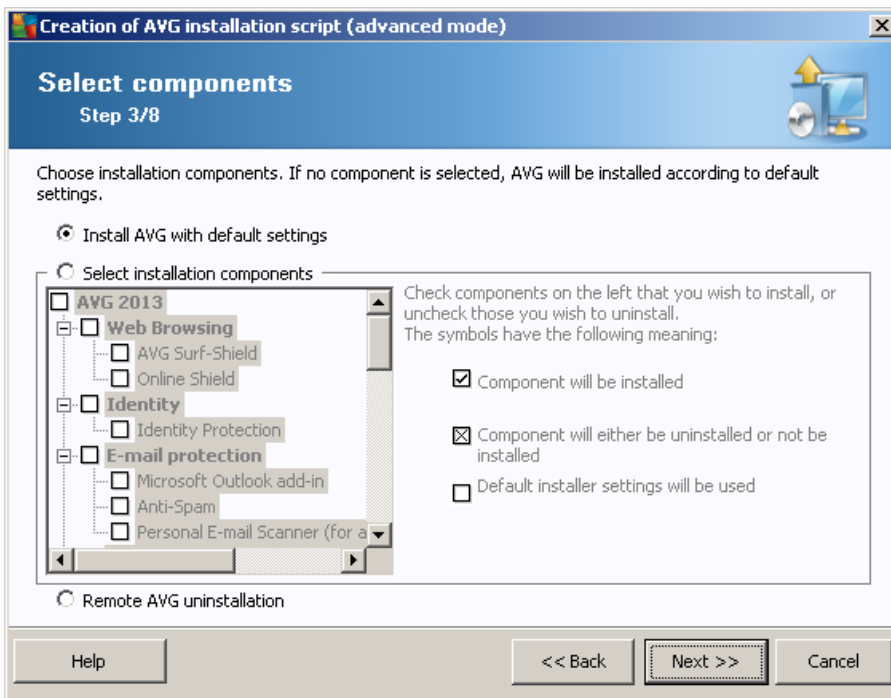 Creation of AVG installation script (advanced mode)
Select components
Step 3/8
Choose installation components. If no component is selected, AVG will be installed according to default
settings.
Install AVG with default settings
Select installation components
AVG 2013
Web Browsing
AVG Surf-Shield
Online Shield
Identity
Identity Protection
E-mail protection
Microsoft Outlook add-in
Anti-Spam
Personal E-mail Scanner (for a
Check components on the left that you wish to install, or
uncheck those you wish to uninstall.
The symbols have the following meaning:
Component will be installed
Component will either be uninstalled or not be
installed
Default installer settings will be used
Remote AVG uninstallation
Help
<< Back
Next >>
Cancel